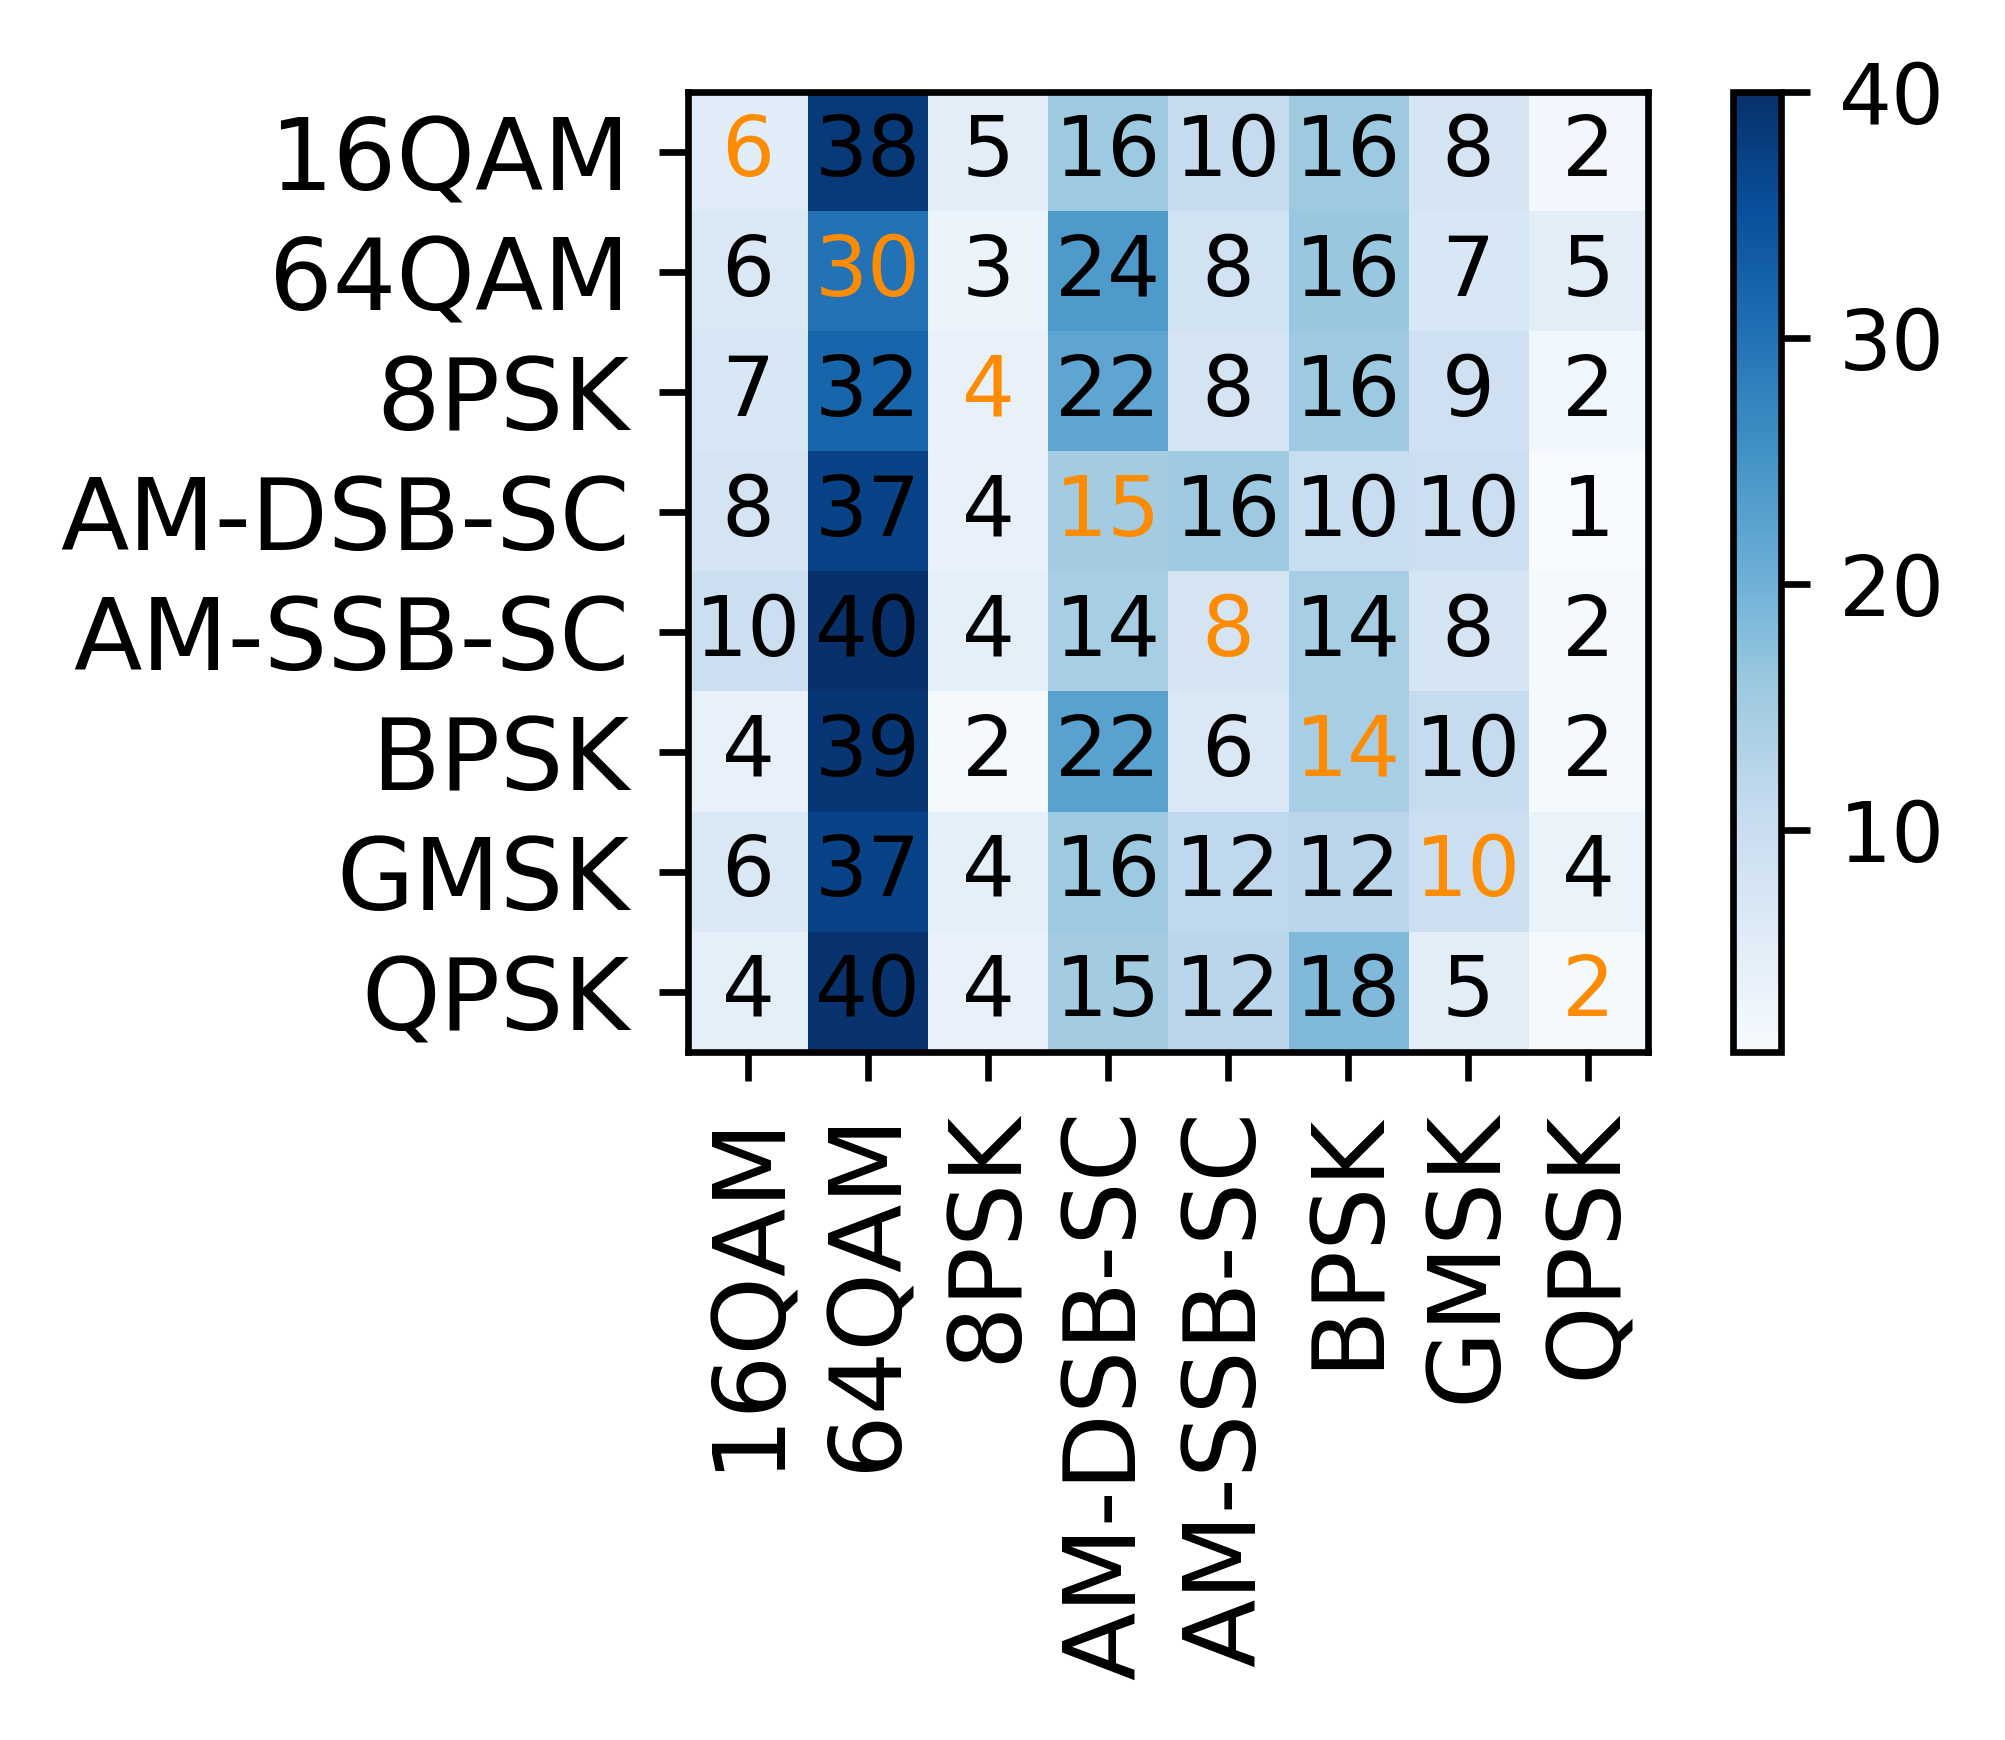 16QAM 6 38 5 16 10 16 8 2
64QAM 6 30 3 24 8 16 7 5
8PSK 7 32 4 22 8 16 9 2
AM-DSB-SC 8 37 4 15 16 10 10 1
AM-SSB-SC 10 40 4 14 8 14 8 2
BPSK 4 39 2 22 6 14 10 2
GMSK 6 37 4 16 12 12 10 4
QPSK 4 40 4 15 12 18 5 2
16QAM
64QAM
8PSK
AM-DSB-SC
AM-SSB-SC
BPSK
GMSK
QPSK
40
30
20
10